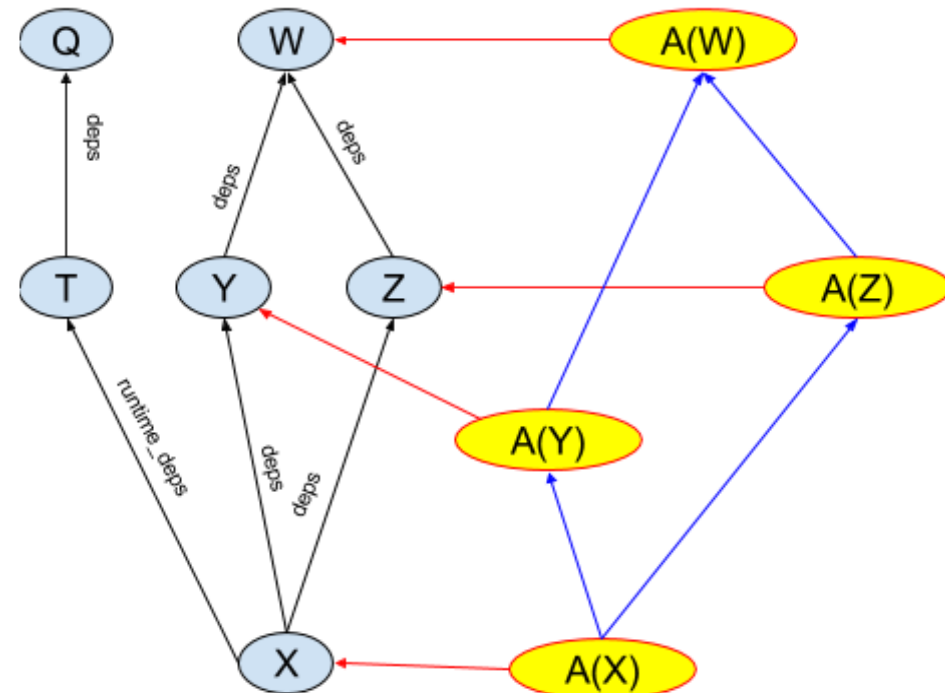 Q
W
A(W)
deps
deps
deps
T
Y
Z
A(Z)
runtime_deps
deps
deps
A(Y)
X
A(X)